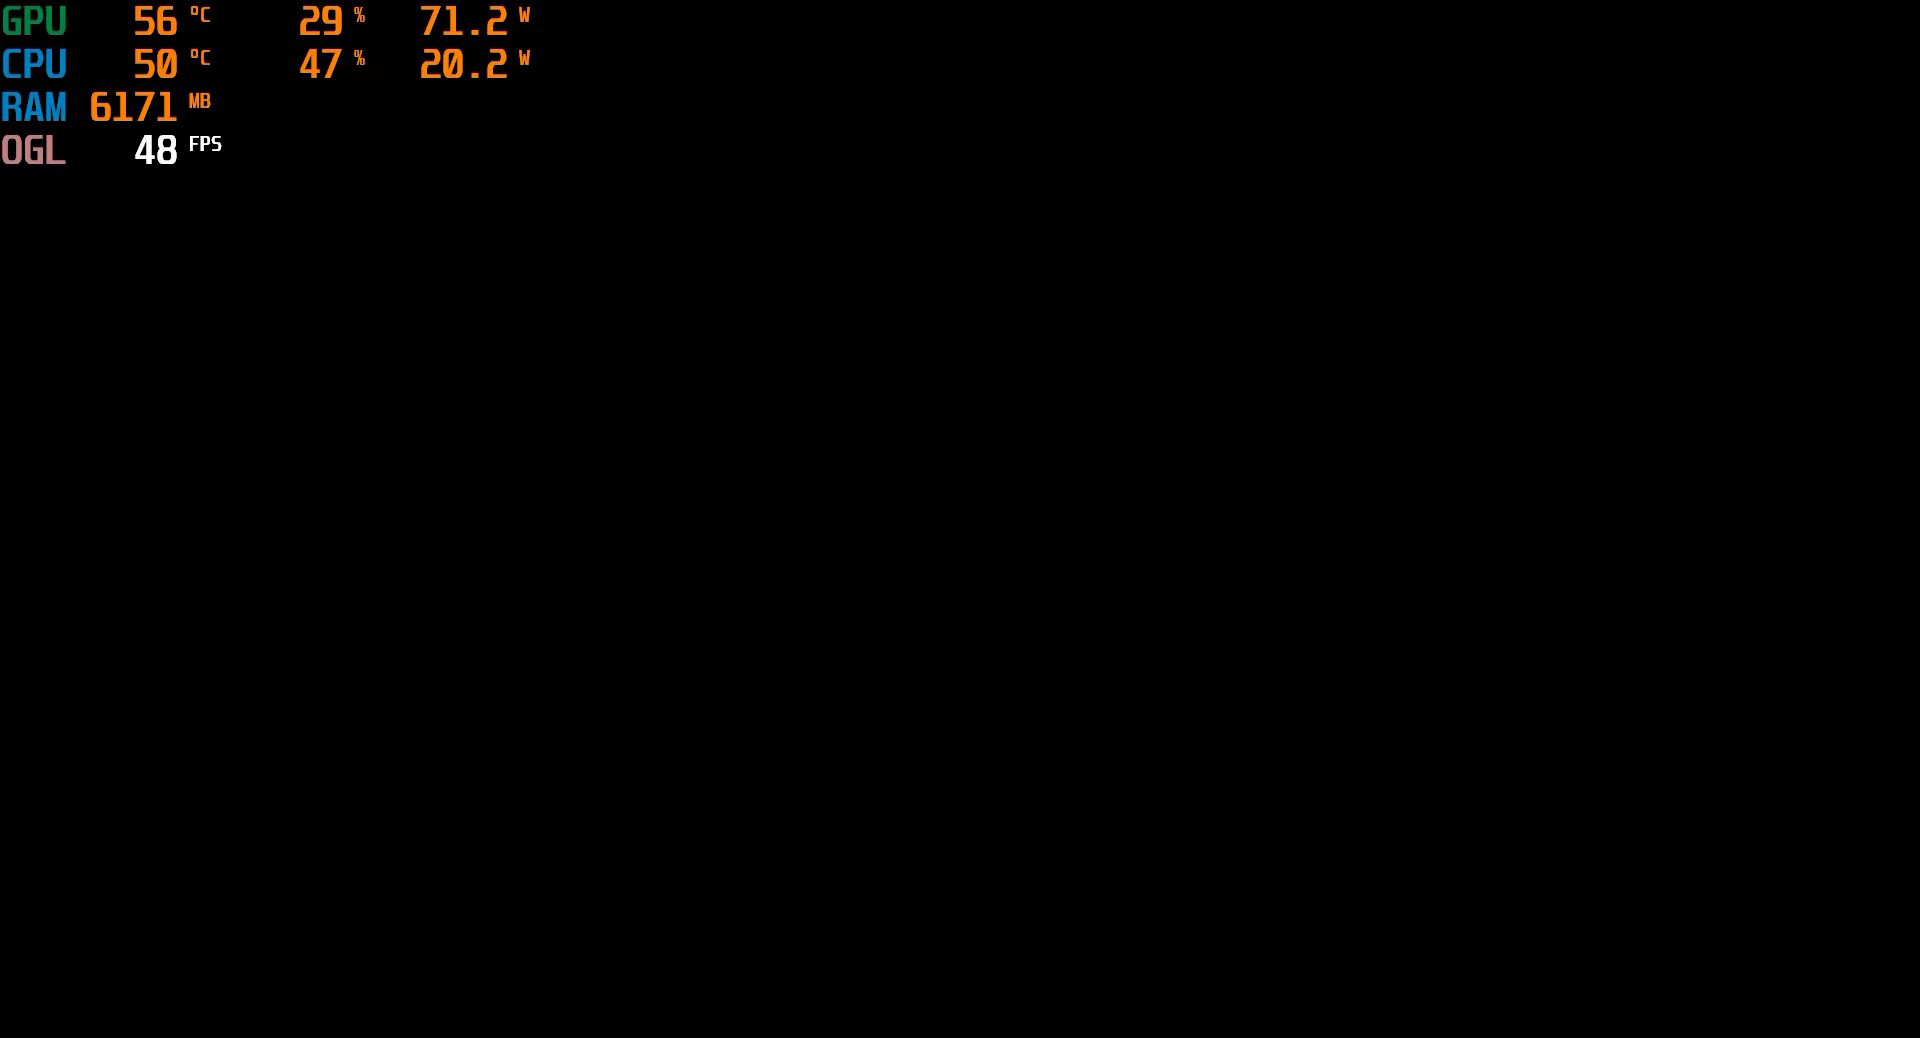 GPU 56 °C 29 % 71.2 W
CPU 50 °C 47 % 20.2 W
RAM 6171 MB
OGL 48 FPS